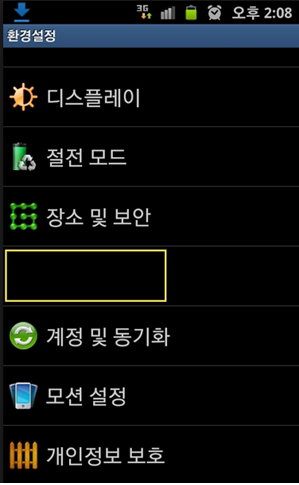 3G 오후 2:08
환경설정
디스플레이
절전 모드
장소 및 보안
계정 및 동기화
모션 설정
개인정보 보호